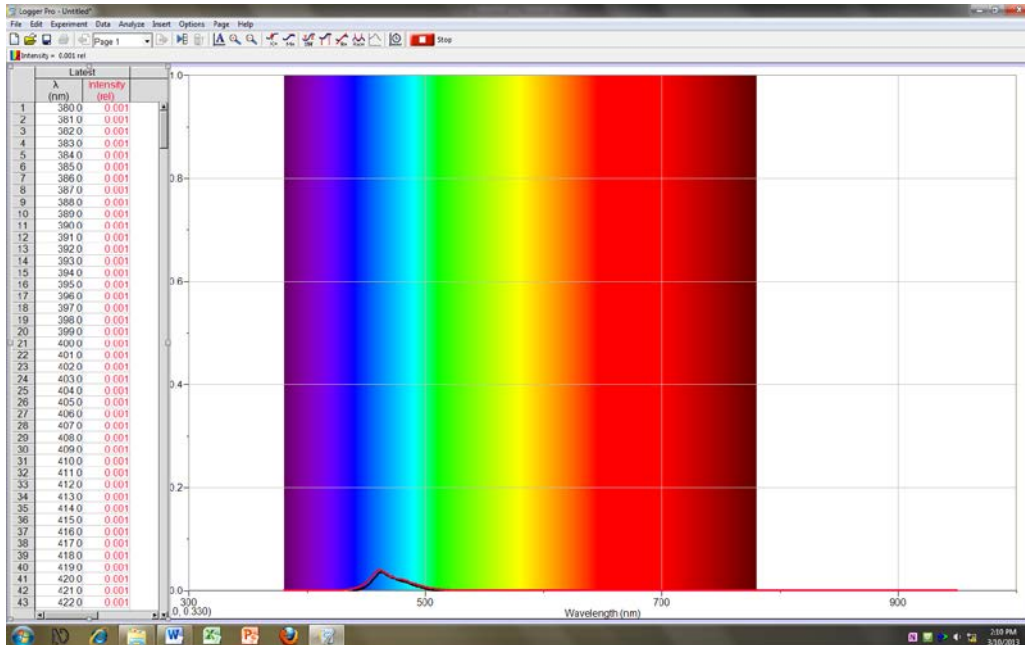 Logger Pro - Untitled*
File Edit Experiment Data Analyze Insert Options Page Help
Page 1
Stop
Intensity = 0.001 rel
Latest
λ Intensity
(nm) (rel)
1 380.0 0.001
2 381.0 0.001
3 382.0 0.001
4 383.0 0.001
5 384.0 0.001
6 385.0 0.001
7 386.0 0.001
8 387.0 0.001
9 388.0 0.001
10 389.0 0.001
11 390.0 0.001
12 391.0 0.001
13 392.0 0.001
14 393.0 0.001
15 394.0 0.001
16 395.0 0.001
17 396.0 0.001
18 397.0 0.001
19 398.0 0.001
20 399.0 0.001
21 400.0 0.001
22 401.0 0.001
23 402.0 0.001
24 403.0 0.001
25 404.0 0.001
26 405.0 0.001
27 406.0 0.001
28 407.0 0.001
29 408.0 0.001
30 409.0 0.001
31 410.0 0.001
32 411.0 0.001
33 412.0 0.001
34 413.0 0.001
35 414.0 0.001
36 415.0 0.001
37 416.0 0.001
38 417.0 0.001
39 418.0 0.001
40 419.0 0.001
41 420.0 0.001
42 421.0 0.001
43 422.0 0.001
1.0
0.8
0.6
0.4
0.2
0.0
300 500 700 900
0, 0.330)
Wavelength (nm)
2:10 PM
3/10/2013